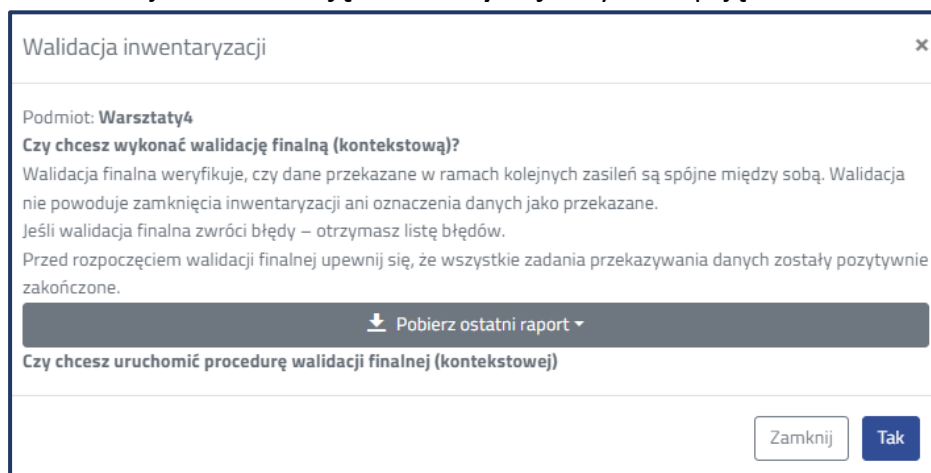 Walidacja inwentaryzacji ×
Podmiot: Warsztaty4
Czy chcesz wykonać walidację finalną (kontekstową)?
Walidacja finalna weryfikuje, czy dane przekazane w ramach kolejnych zasileń są spójne między sobą. Walidacja
nie powoduje zamknięcia inwentaryzacji ani oznaczenia danych jako przekazane.
Jeśli walidacja finalna zwróci błędy – otrzymasz listę błędów.
Przed rozpoczęciem walidacji finalnej upewnij się, że wszystkie zadania przekazywania danych zostały pozytywnie
zakończone.
Pobierz ostatni raport
Czy chcesz uruchomić procedurę walidacji finalnej (kontekstowej)
Zamknij Tak